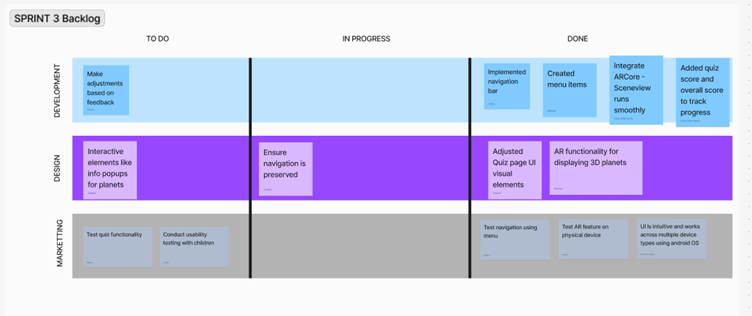 SPRINT 3 Backlog
TO DO
IN PROGRESS
DONE
DEVELOPMENT
Make
adjustments
based on
feedback
Implemented
navigation
bar
Created
menu items
Integrate
ARCore -
Sceneview
runs
smoothly
Added quiz
score and
overall score
to track
progress
DESIGN
Interactive
elements like
info popups
for planets
Ensure
navigation is
preserved
Adjusted
Quiz page UI
visual
elements
AR functionality for
displaying 3D planets
MARKETTING
Test quiz functionality
Conduct usability
testing with children
Test navigation using
menu
Test AR feature on
physical device
UI is intuitive and works
across multiple device
types using android OS